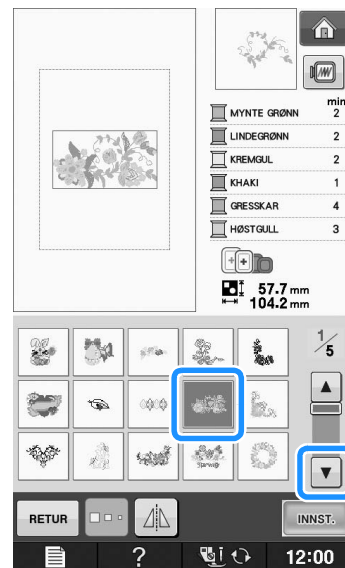 min
MYNTE GRØNN 2
LINDEGRØNN 2
KREMGUL 2
KHAKI 1
GRESSKAR 4
HØSTGULL 3
57.7 mm
104.2 mm
1/5
RETUR
INNST.
?
12:00